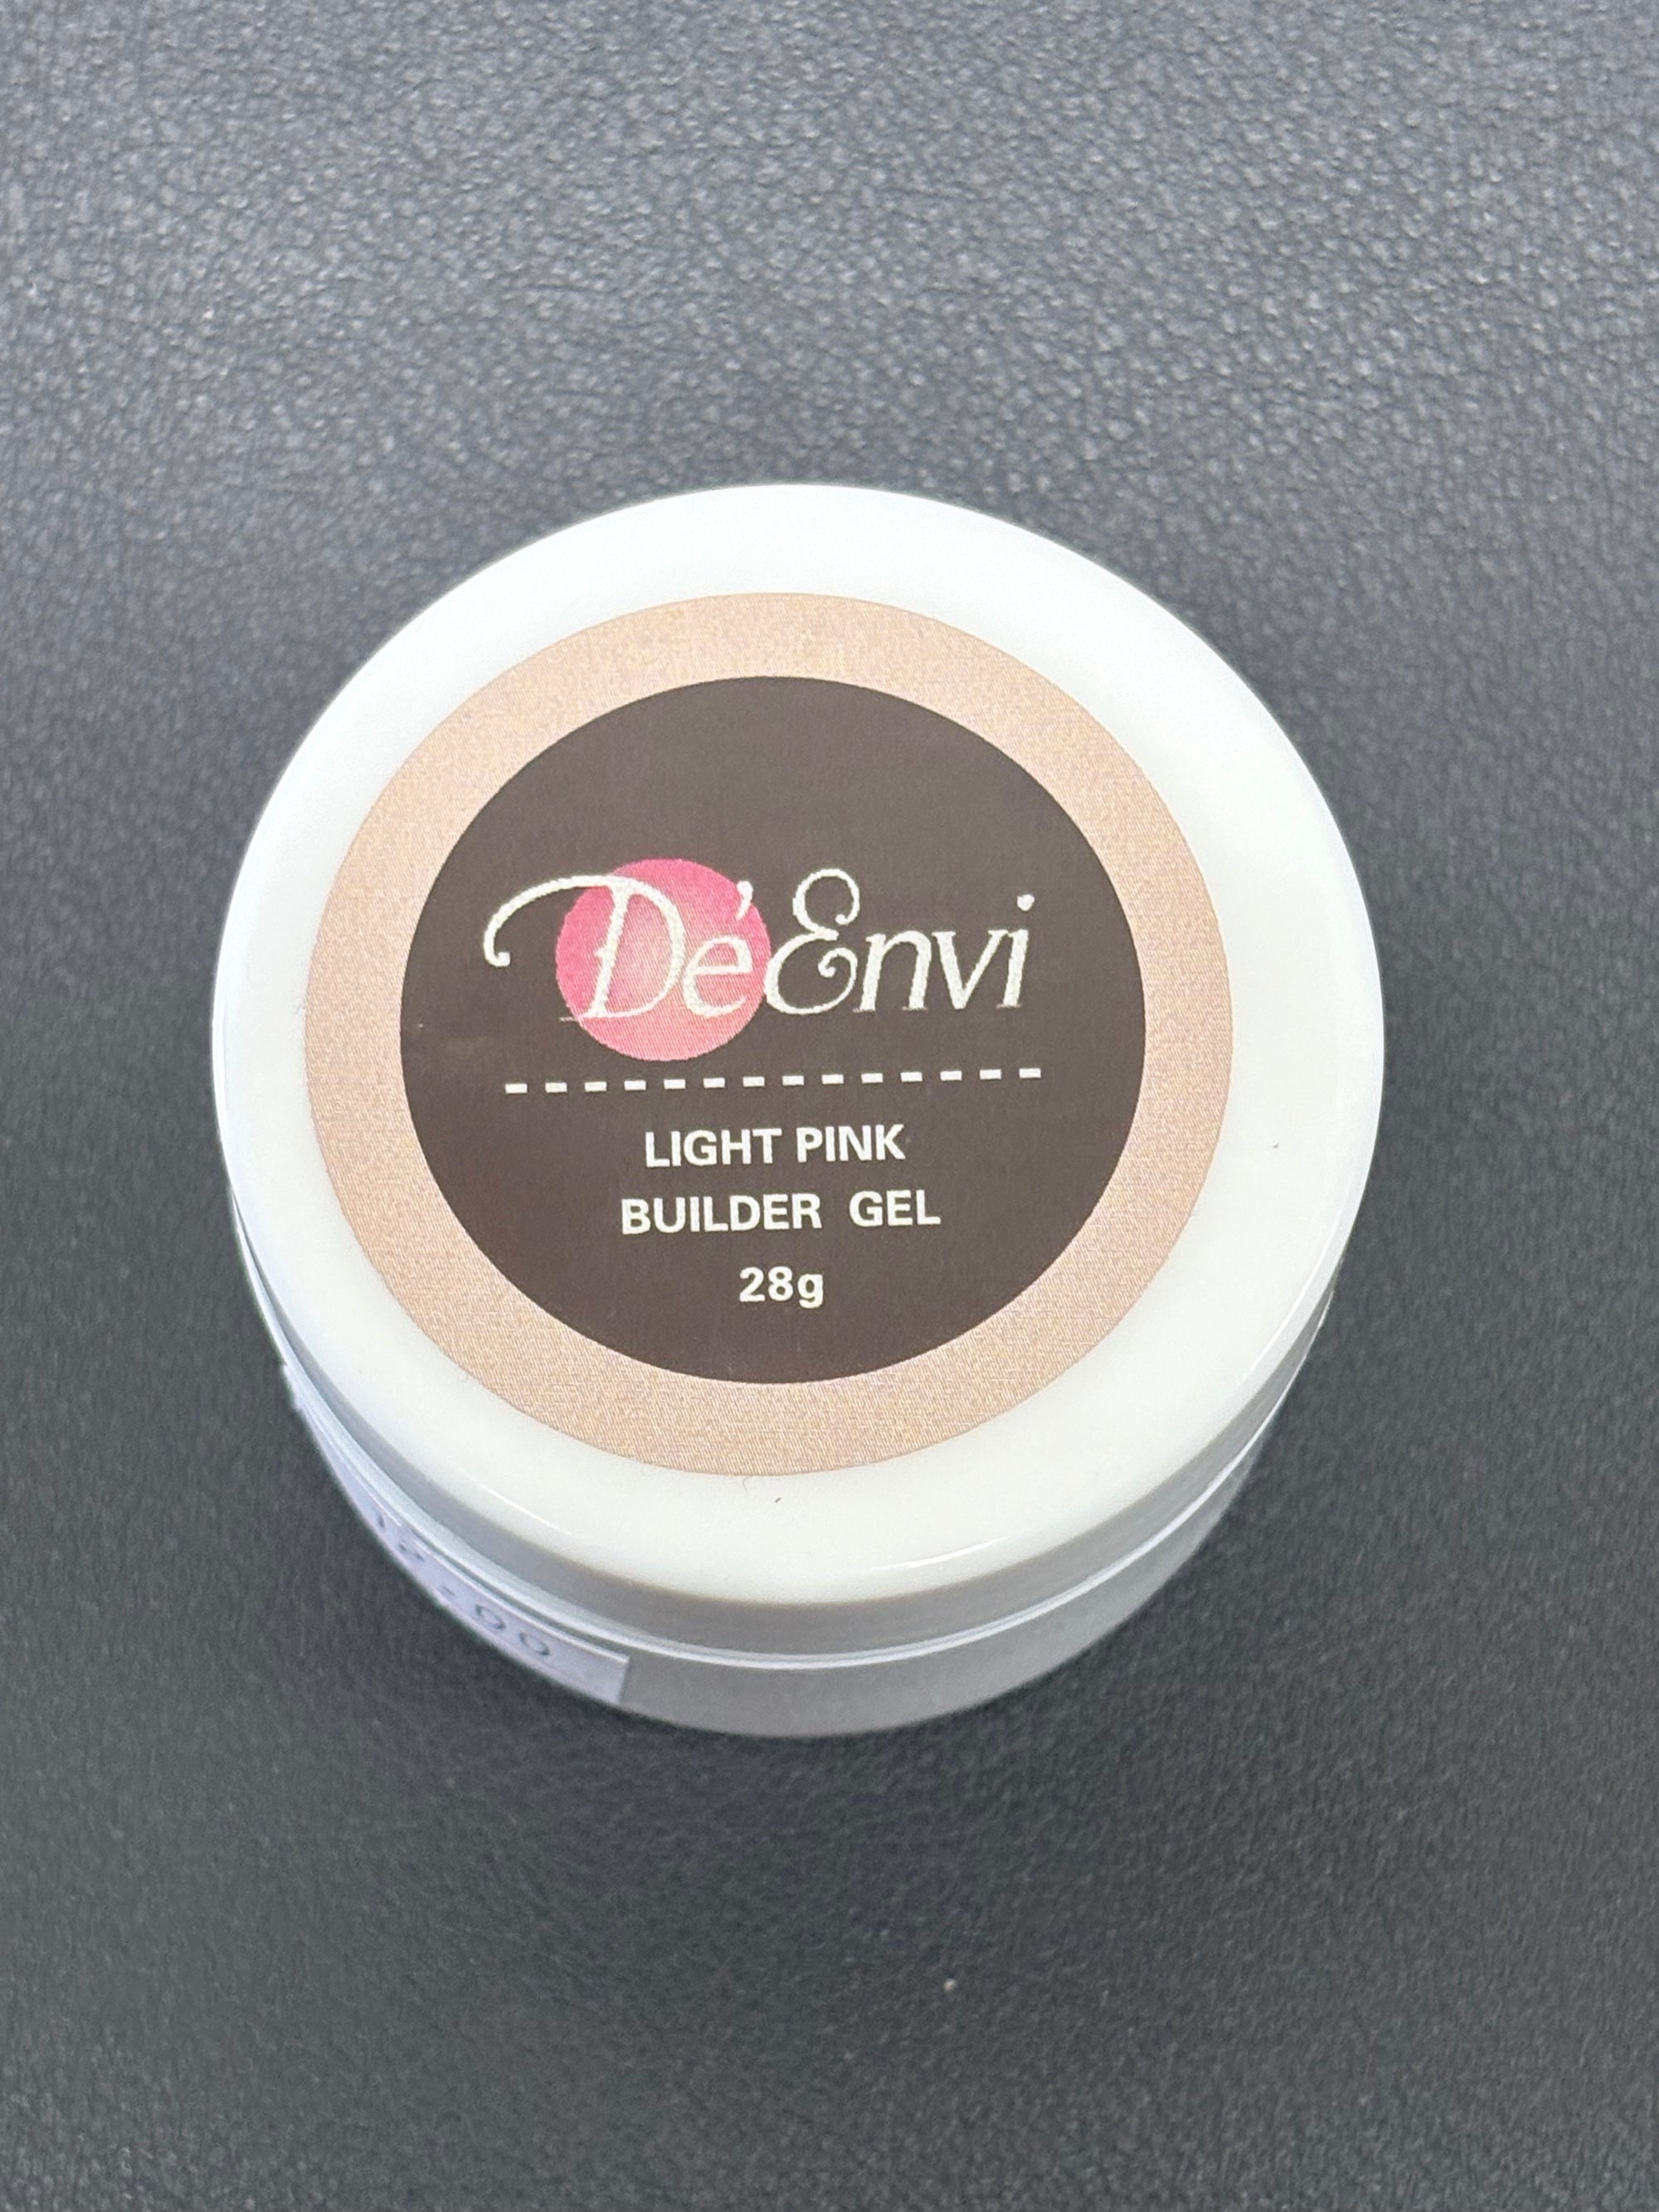 Dé'Envi
LIGHT PINK
BUILDER GEL
28g